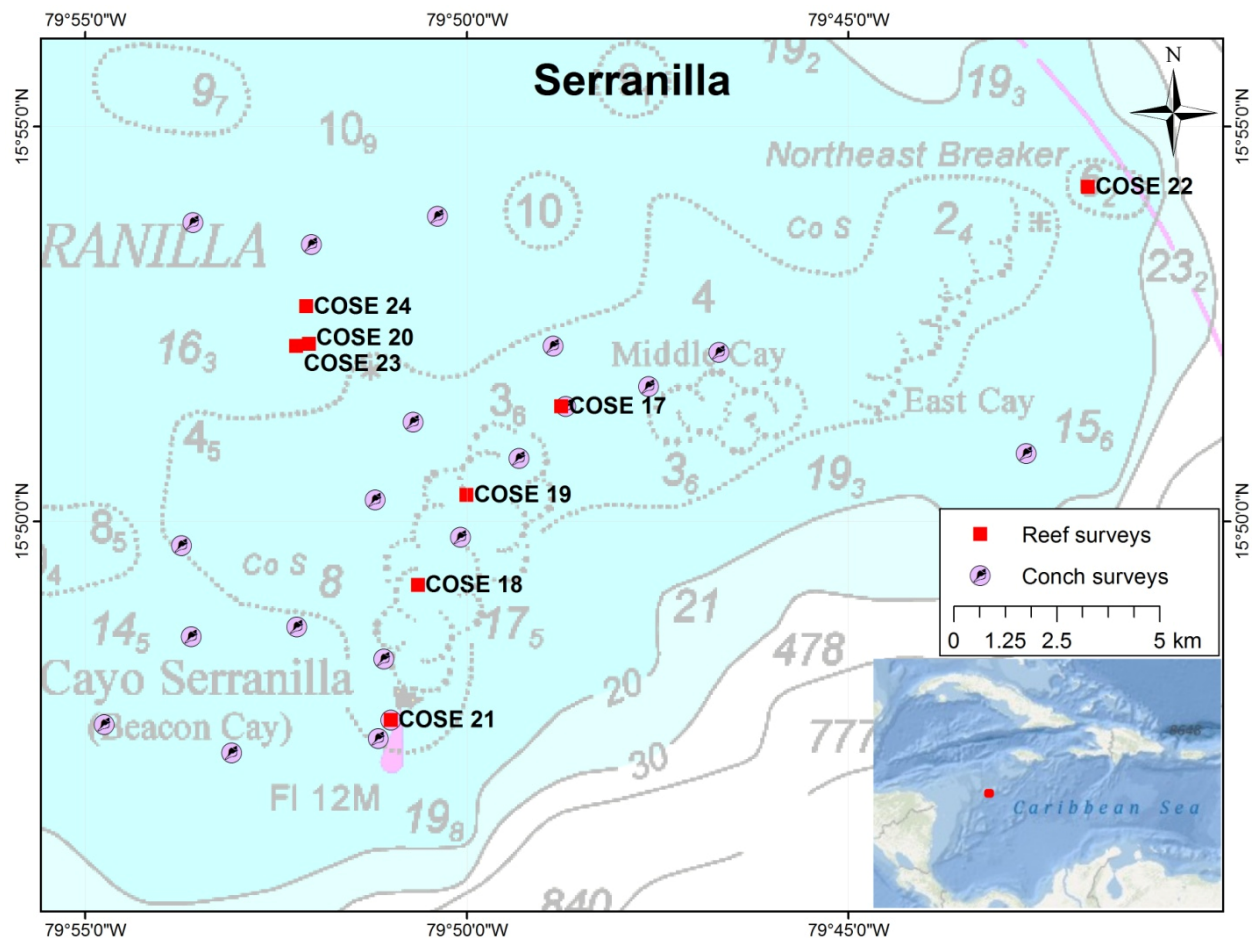 79°55'0"W 79°50'0"W 79°45'0"W
Serranilla
N
15°55'0"N
15°55'0"N
9₇
10₉
19₂
19₃
Northeast Breaker
COSE 22
10
Co S
2₄
RANILLA
23₂
COSE 24
4
16₃
COSE 20
COSE 23
Middle Cay
3₆
COSE 17
East Cay
4₅
15₆
3₆
19₃
COSE 19
15°50'0"N
15°50'0"N
8₅
4
Co S
8
COSE 18
Reef surveys
Conch surveys
0 1.25 2.5 5 km
14₅
17₅
21
478
Cayo Serranilla
(Beacon Cay)
20
COSE 21
777
30
Fl 12M
19₈
840
Caribbean Sea
79°55'0"W 79°50'0"W 79°45'0"W